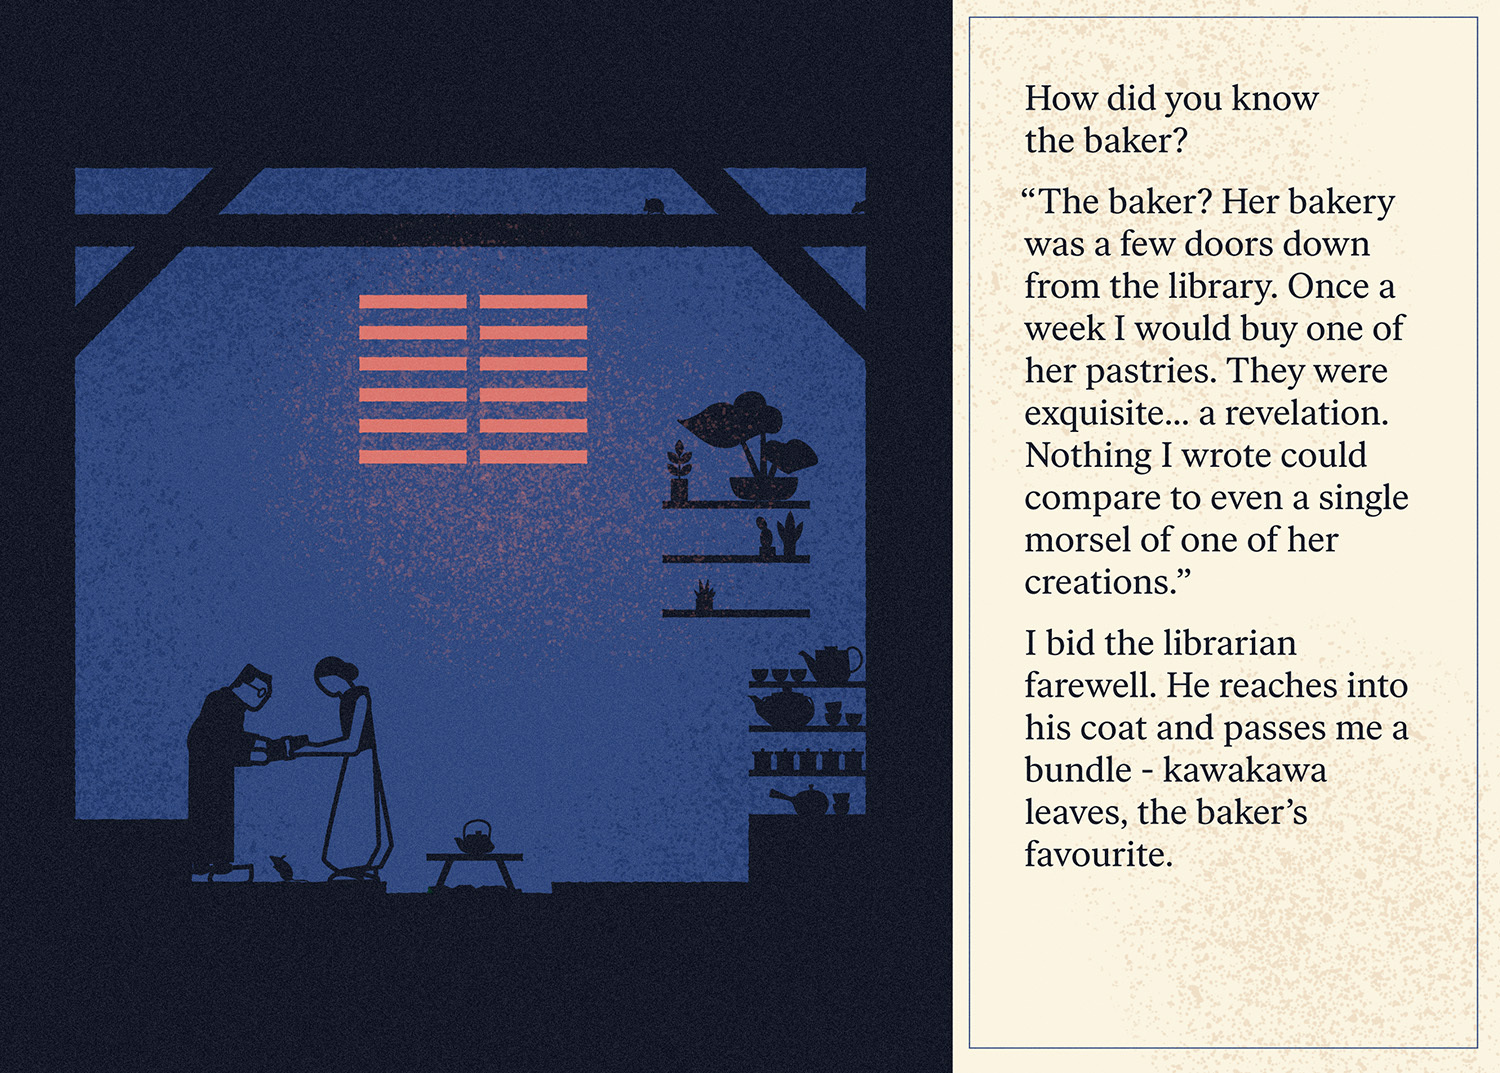 How did you know
the baker?
“The baker? Her bakery
was a few doors down
from the library. Once a
week I would buy one of
her pastries. They were
exquisite... a revelation.
Nothing I wrote could
compare to even a single
morsel of one of her
creations.”
I bid the librarian
farewell. He reaches into
his coat and passes me a
bundle - kawakawa
leaves, the baker’s
favourite.